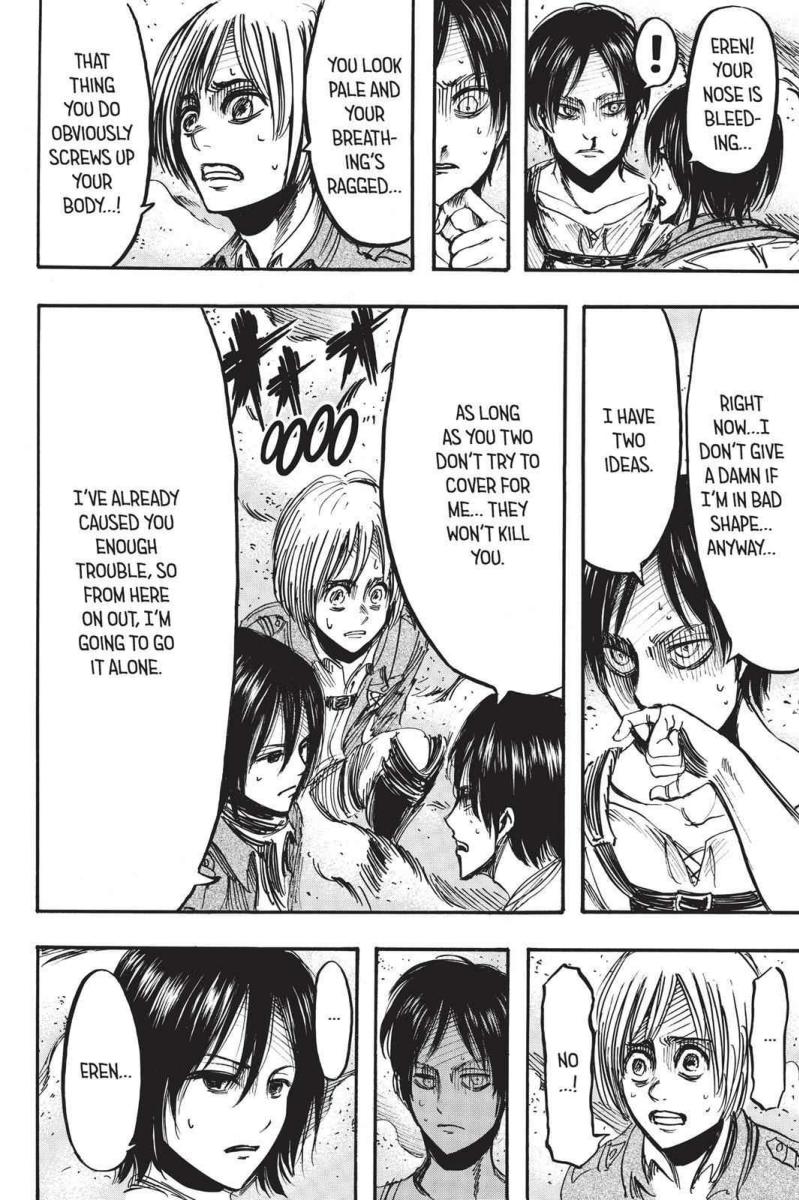 EREN!
YOUR
NOSE IS
BLEED-
ING...
!
YOU LOOK
PALE AND
YOUR
BREATH-
ING'S
RAGGED...
THAT
THING
YOU DO
OBVIOUSLY
SCREWS UP
YOUR
BODY...!
RIGHT
NOW...I
DON'T GIVE
A DAMN IF
I'M IN BAD
SHAPE...
ANYWAY...
I HAVE
TWO
IDEAS.
AS LONG
AS YOU TWO
DON'T TRY TO
COVER FOR
ME... THEY
WON'T KILL
YOU.
I'VE ALREADY
CAUSED YOU
ENOUGH
TROUBLE, SO
FROM HERE
ON OUT, I'M
GOING TO GO
IT ALONE.
...
NO
...!
...
EREN...